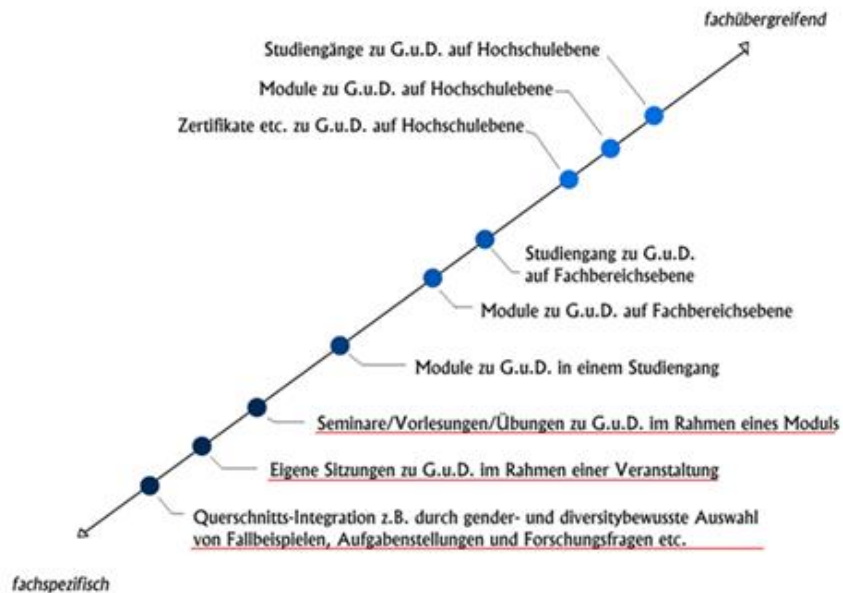 fachübergreifend
Studiengänge zu G.u.D. auf Hochschulebene
Module zu G.u.D. auf Hochschulebene
Zertifikate etc. zu G.u.D. auf Hochschulebene
Studiengang zu G.u.D.
auf Fachbereichsebene
Module zu G.u.D. auf Fachbereichsebene
Module zu G.u.D. in einem Studiengang
Seminare/Vorlesungen/Übungen zu G.u.D. im Rahmen eines Moduls
Eigene Sitzungen zu G.u.D. im Rahmen einer Veranstaltung
Querschnitts-Integration z.B. durch gender- und diversitybewusste Auswahl
von Fallbeispielen, Aufgabenstellungen und Forschungsfragen etc.
fachspezifisch